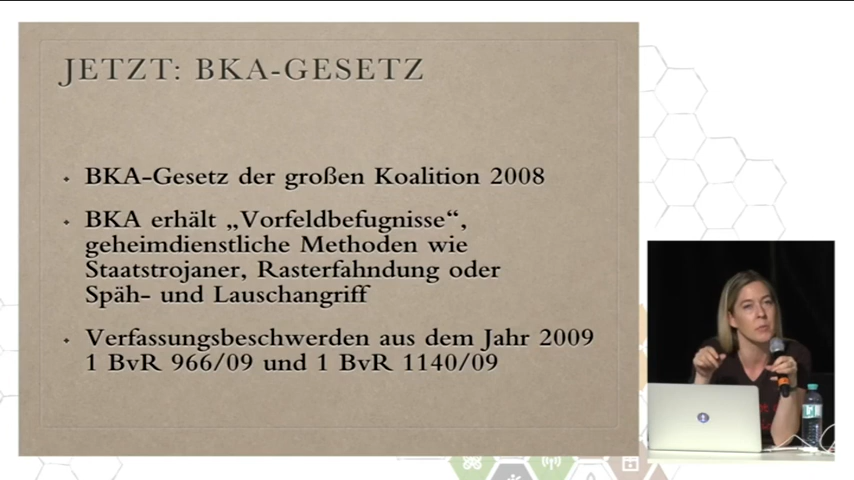 JETZT: BKA-GESETZ
BKA-Gesetz der großen Koalition 2008
BKA erhält „Vorfeldbefugnisse“,
geheimdienstliche Methoden wie
Staatstrojaner, Rasterfahndung oder
Späh- und Lauschangriff
Verfassungsbeschwerden aus dem Jahr 2009
1 BvR 966/09 und 1 BvR 1140/09